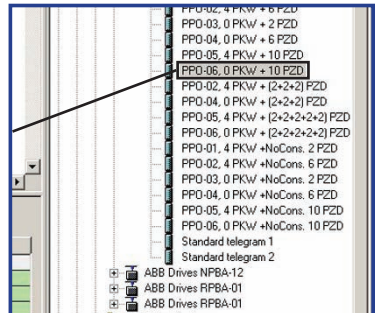 PPO-02, 4 PKW + 6 PZD
PPO-03, 0 PKW + 2 PZD
PPO-04, 0 PKW + 6 PZD
PPO-05, 4 PKW + 10 PZD
PPO-06, 0 PKW + 10 PZD
PPO-02, 4 PKW + (2+2+2) PZD
PPO-04, 0 PKW + (2+2+2) PZD
PPO-05, 4 PKW + (2+2+2+2+2) PZD
PPO-06, 0 PKW + (2+2+2+2+2) PZD
PPO-01, 4 PKW +NoCons. 2 PZD
PPO-02, 4 PKW +NoCons. 6 PZD
PPO-03, 0 PKW +NoCons. 2 PZD
PPO-04, 0 PKW +NoCons. 6 PZD
PPO-05, 4 PKW +NoCons. 10 PZD
PPO-06, 0 PKW +NoCons. 10 PZD
Standard telegram 1
Standard telegram 2
ABB Drives NPBA-12
ABB Drives RPBA-01
ABB Drives RPBA-01